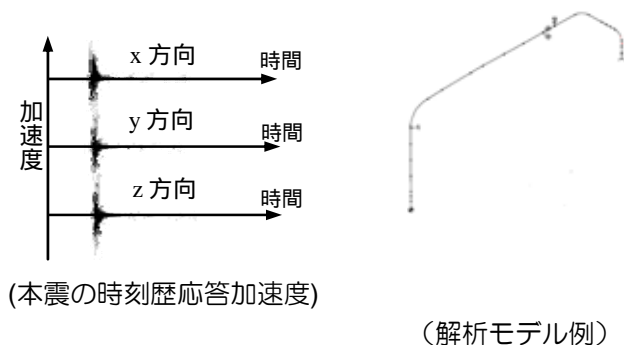 x 方向
時間
加速度
y 方向
時間
z 方向
時間
(本震の時刻歴応答加速度)
（解析モデル例）